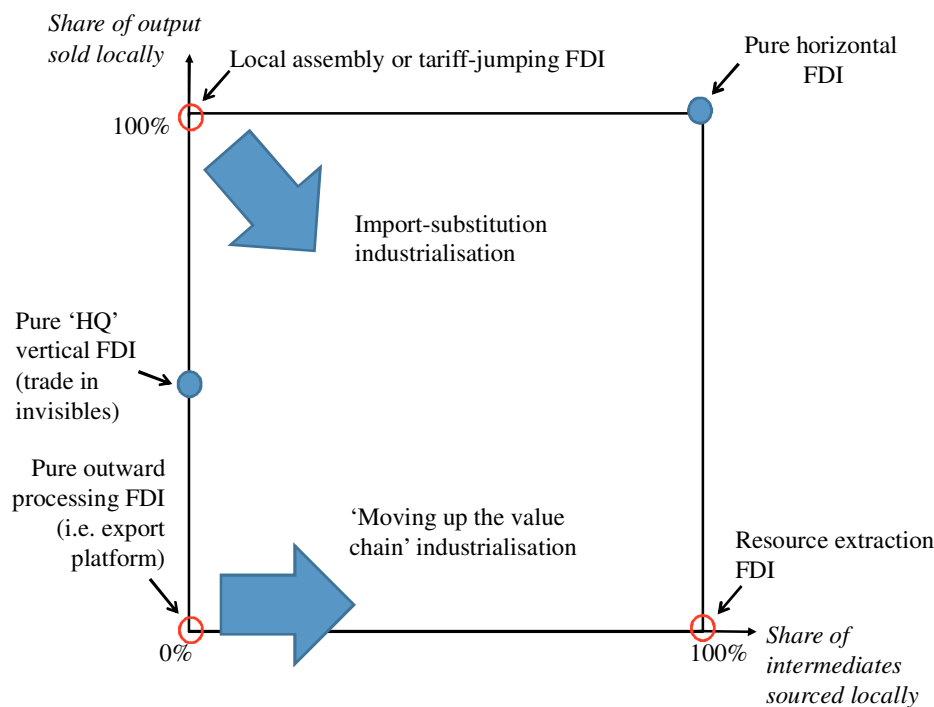 Share of output
sold locally
Local assembly or tariff-jumping FDI
Pure horizontal
FDI
100%
Import-substitution
industrialisation
Pure ‘HQ’
vertical FDI
(trade in
invisibles)
Pure outward
processing FDI
(i.e. export
platform)
‘Moving up the value
chain’ industrialisation
Resource extraction
FDI
0%
100%
Share of
intermediates
sourced locally